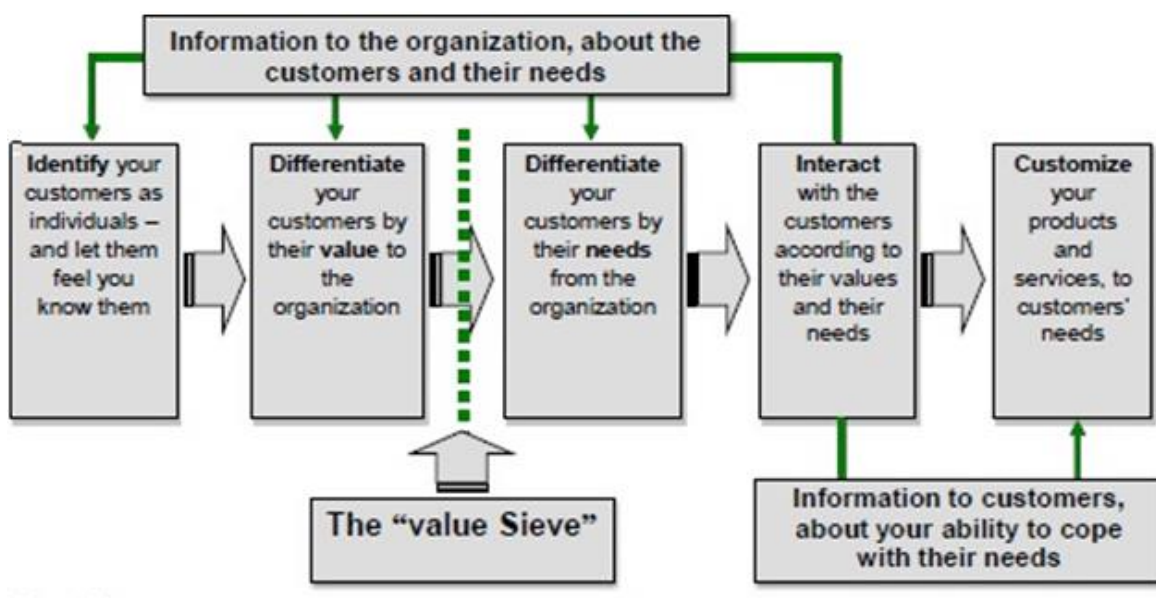 Information to the organization, about the
customers and their needs
Identify your
customers as
individuals –
and let them
feel you
know them
Differentiate
your
customers by
their value to
the
organization
Differentiate
your
customers by
their needs
from the
organization
Interact
with the
customers
according to
their values
and their
needs
Customize
your
products
and
services, to
customers'
needs
The “value Sieve”
Information to customers,
about your ability to cope
with their needs